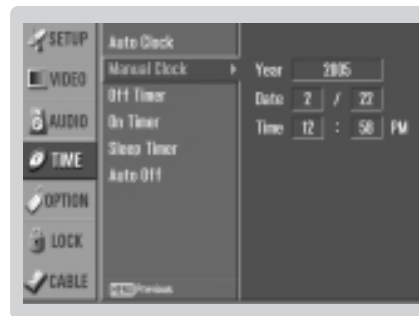 SETUP
VIDEO
AUDIO
TIME
OPTION
LOCK
CABLE
Auto Clock
Manual Clock
Off Timer
On Timer
Sleep Timer
Auto Off
Previous
Year 2005
Date 2 / 22
Time 12 : 58 PM